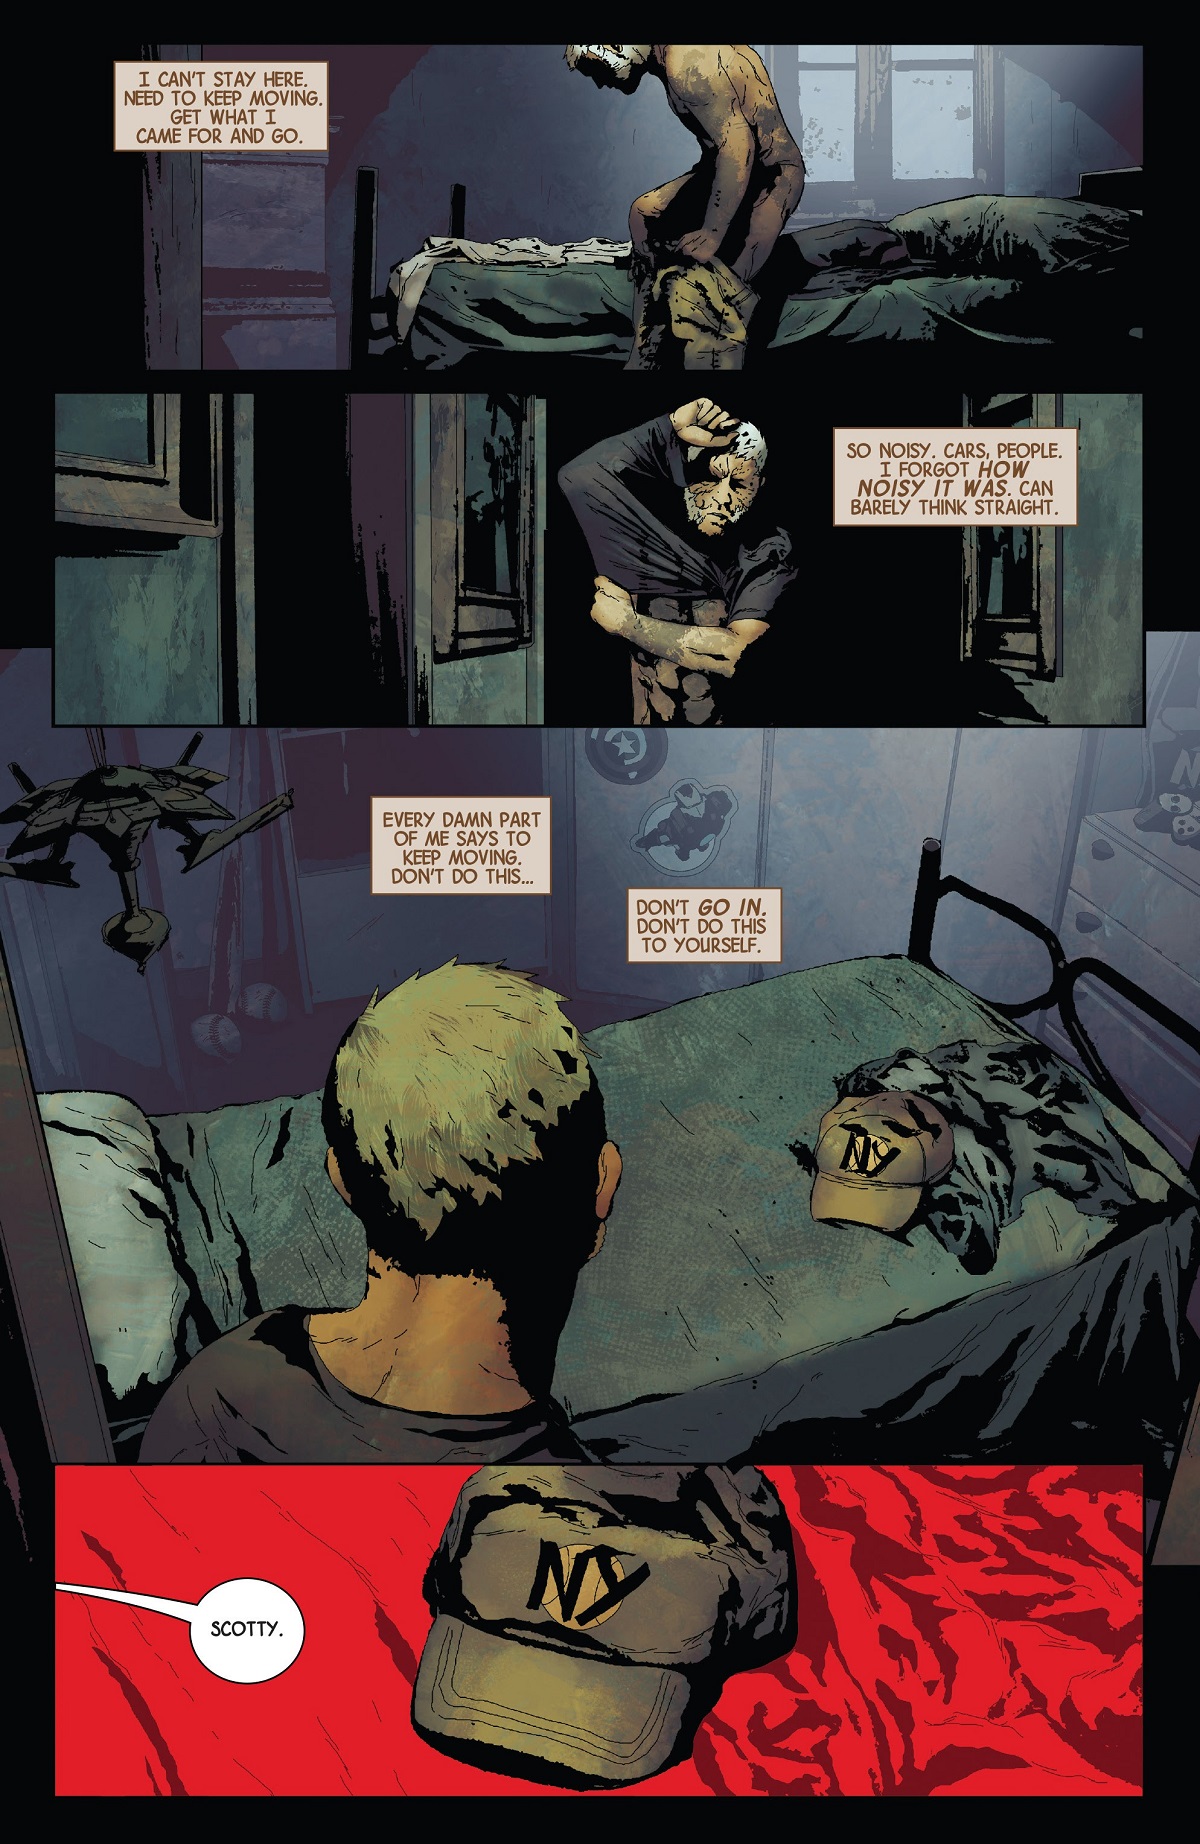 I CAN'T STAY HERE.
NEED TO KEEP MOVING.
GET WHAT I
CAME FOR AND GO.
SO NOISY. CARS, PEOPLE.
I FORGOT HOW
NOISY IT WAS. CAN
BARELY THINK STRAIGHT.
EVERY DAMN PART
OF ME SAYS TO
KEEP MOVING.
DON'T DO THIS...
DON'T GO IN.
DON'T DO THIS
TO YOURSELF.
NY
SCOTTY.
NY